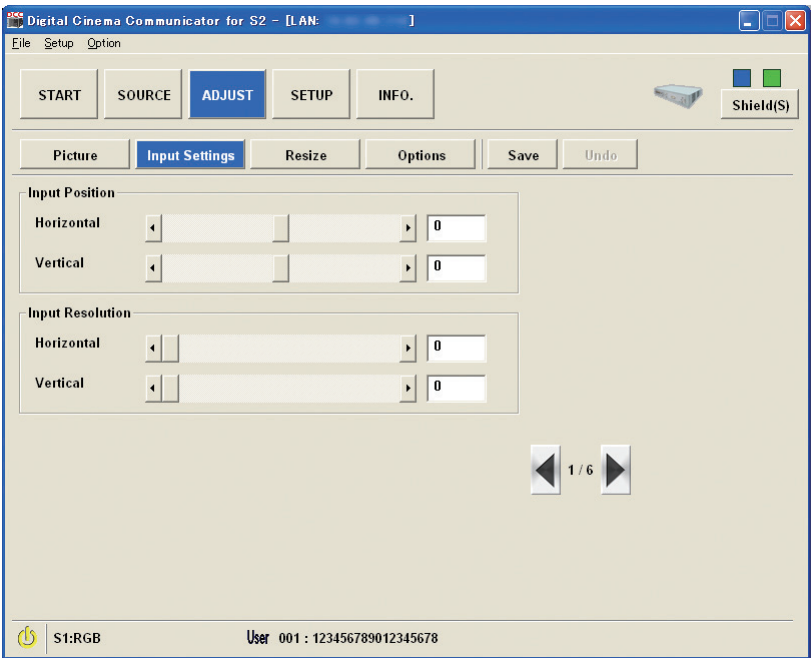 DCC Digital Cinema Communicator for S2 - [LAN: ]
File Setup Option
START SOURCE ADJUST SETUP INFO. Shield(S)
Picture Input Settings Resize Options Save Undo
Input Position
Horizontal 0
Vertical 0
Input Resolution
Horizontal 0
Vertical 0
1 / 6
S1:RGB User 001 : 123456789012345678